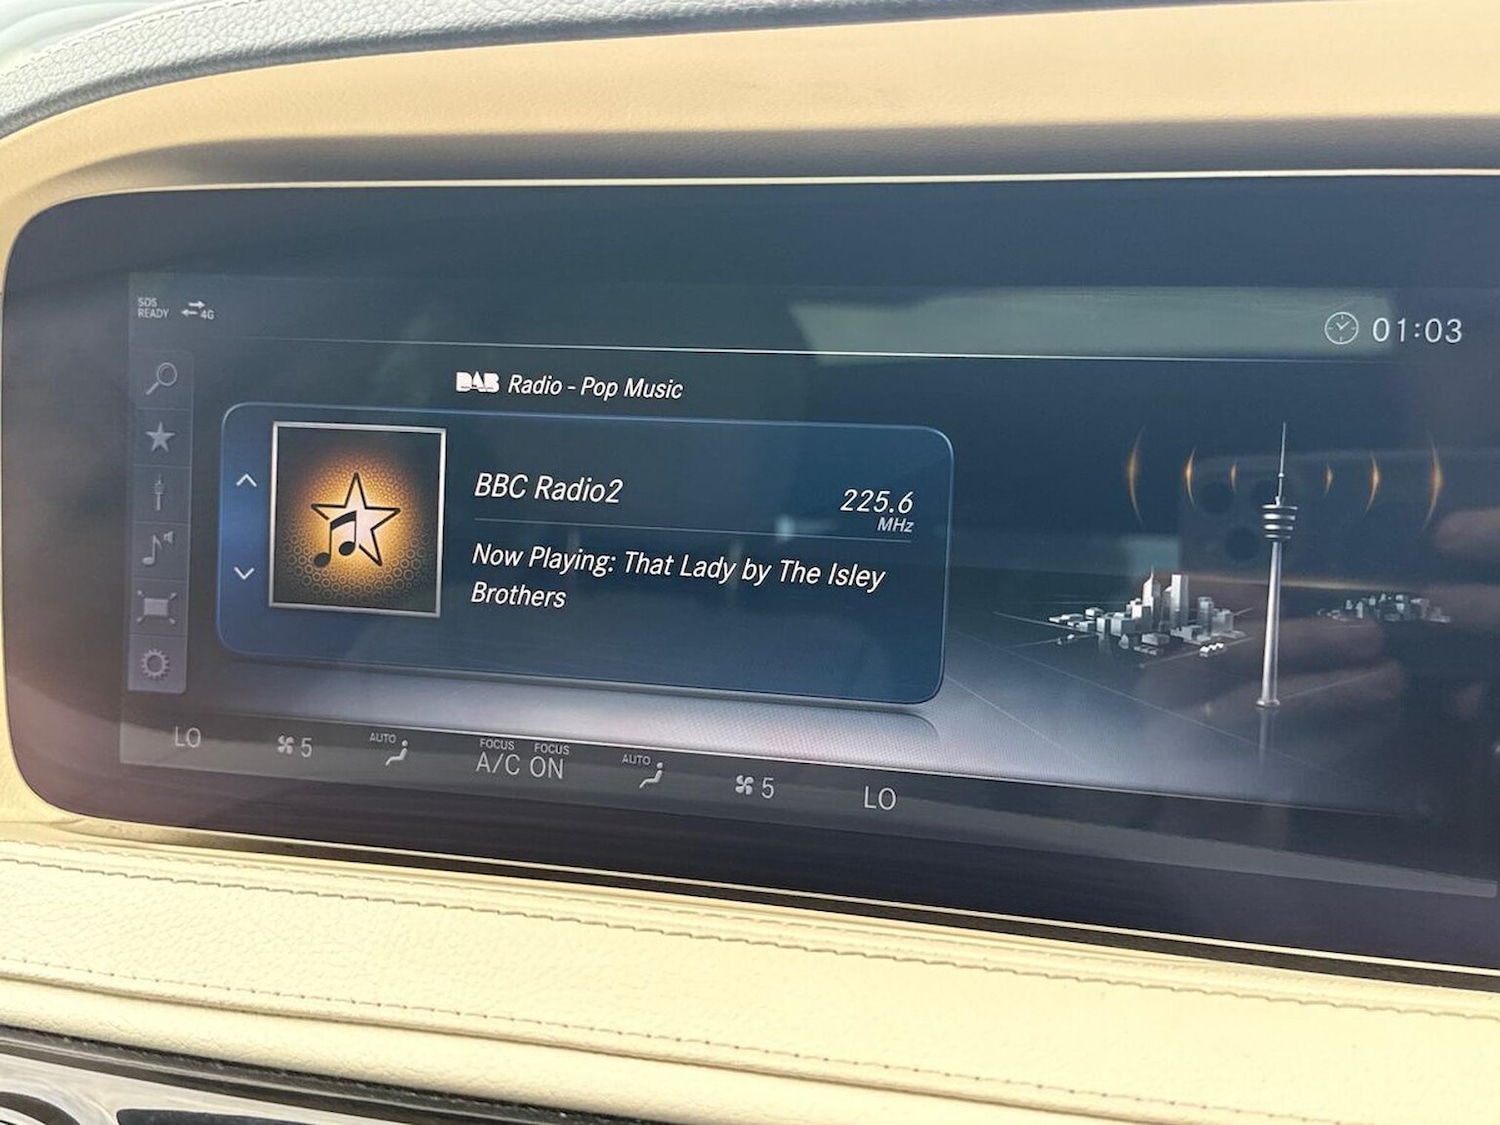 SOS
READY
4G
01:03
DAB Radio - Pop Music
BBC Radio2
225.6
MHz
Now Playing: That Lady by The Isley
Brothers
LO
5
AUTO
FOCUS FOCUS
A/C ON
AUTO
5
LO